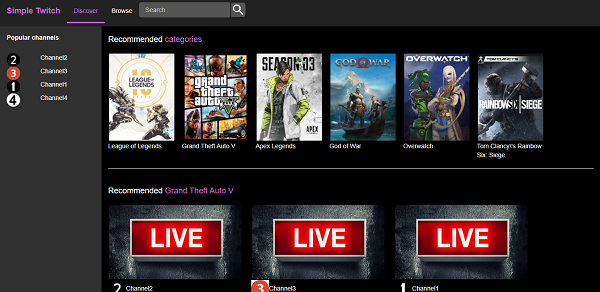 Simple Twitch
Discover
Browse
Search
Popular channels
2 Channel2
3 Channel3
1 Channel1
4 Channel4
Recommended categories
LEAGUE OF LEGENDS
10
grand theft auto V
SEASON 03
APEX
GOD OF WAR
OVERWATCH
TOM CLANCY'S
RAINBOW SIX SIEGE
League of Legends
Grand Theft Auto V
Apex Legends
God of War
Overwatch
Tom Clancyt's Rainbow
Six: Siege
Recommended Grand Theft Auto V
LIVE
LIVE
LIVE
2 Channel2
3 Channel3
1 Channel1